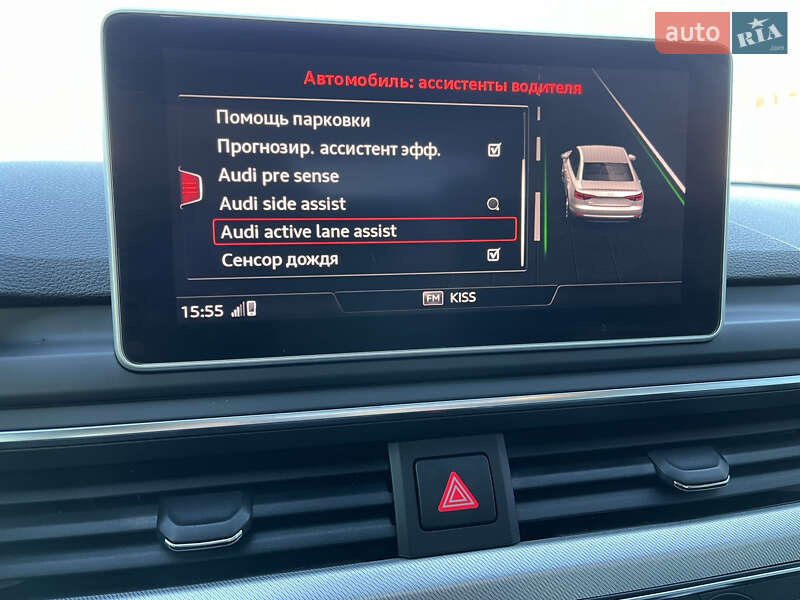 auto RIA .com
Автомобиль: ассистенты водителя
Помощь парковки
Прогнозир. ассистент эфф.
Audi pre sense
Audi side assist
Audi active lane assist
Сенсор дождя
15:55
FM KISS